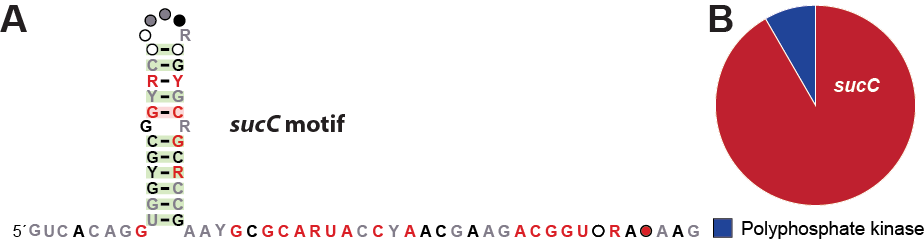 A
B
R
C-G
R-Y
Y-G
G-C
G R
C-G
G-C
Y-R
G-C
G-C
U-G
5´GUCACAGG AAYGCGCARUACCYAACGAAGACGGU RA AAG
sucC motif
sucC
Polyphosphate kinase